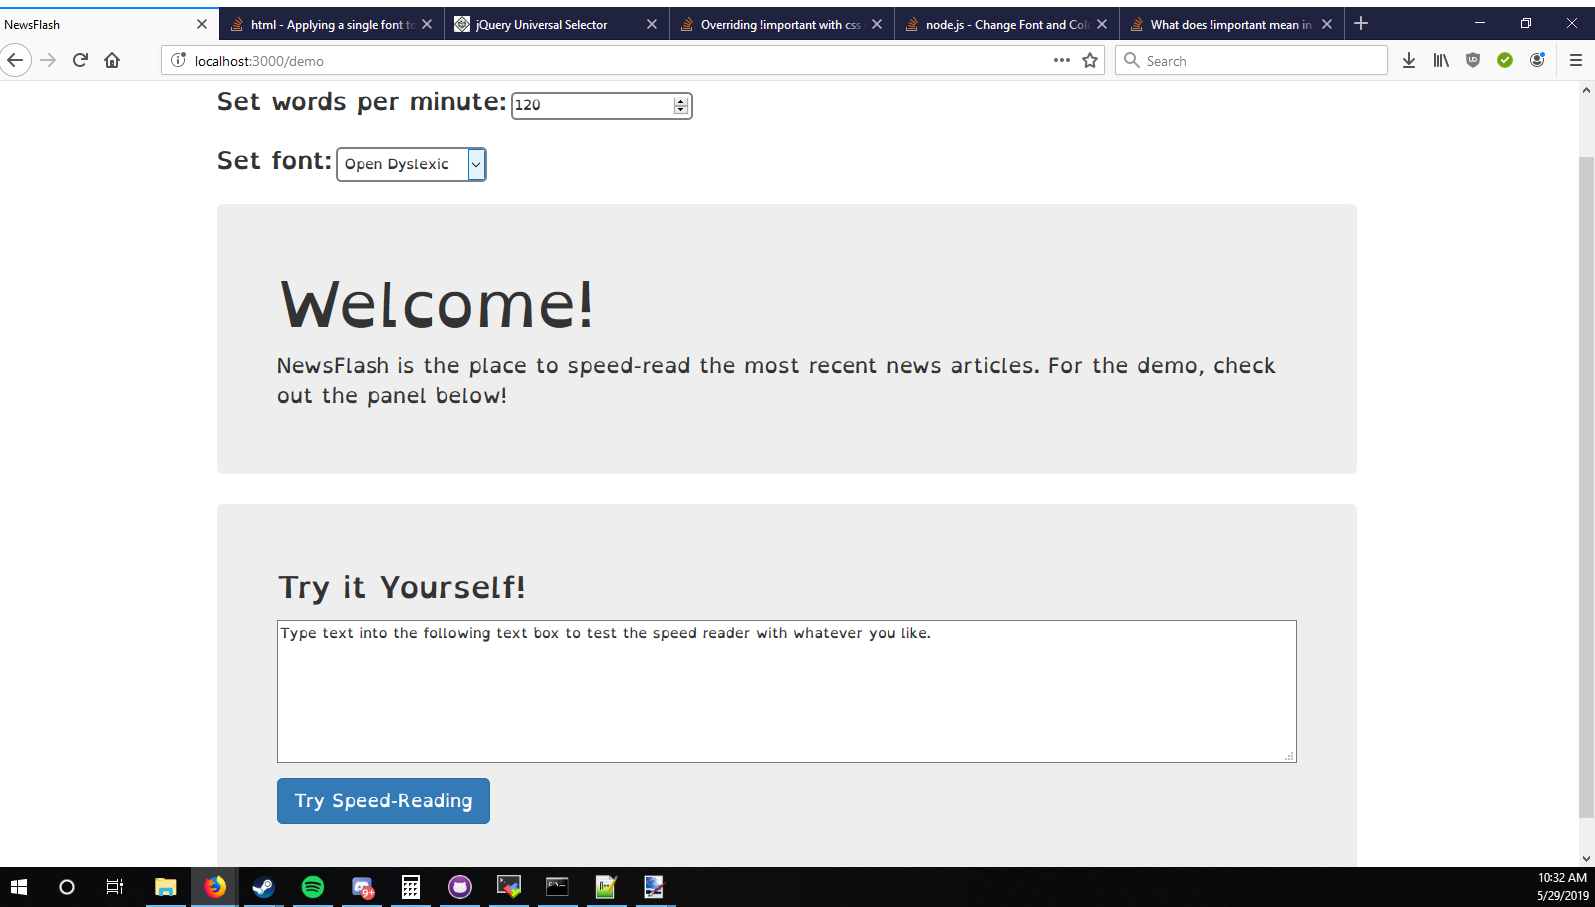 NewsFlash
html - Applying a single font to
jQuery Universal Selector
Overriding !important with css
node.js - Change Font and Col
What does !important mean in
localhost:3000/demo
Search
Set words per minute: 120
Set font: Open Dyslexic
Welcome!
NewsFlash is the place to speed-read the most recent news articles. For the demo, check
out the panel below!
Try it Yourself!
Type text into the following text box to test the speed reader with whatever you like.
Try Speed-Reading
9+
10:32 AM
5/29/2019